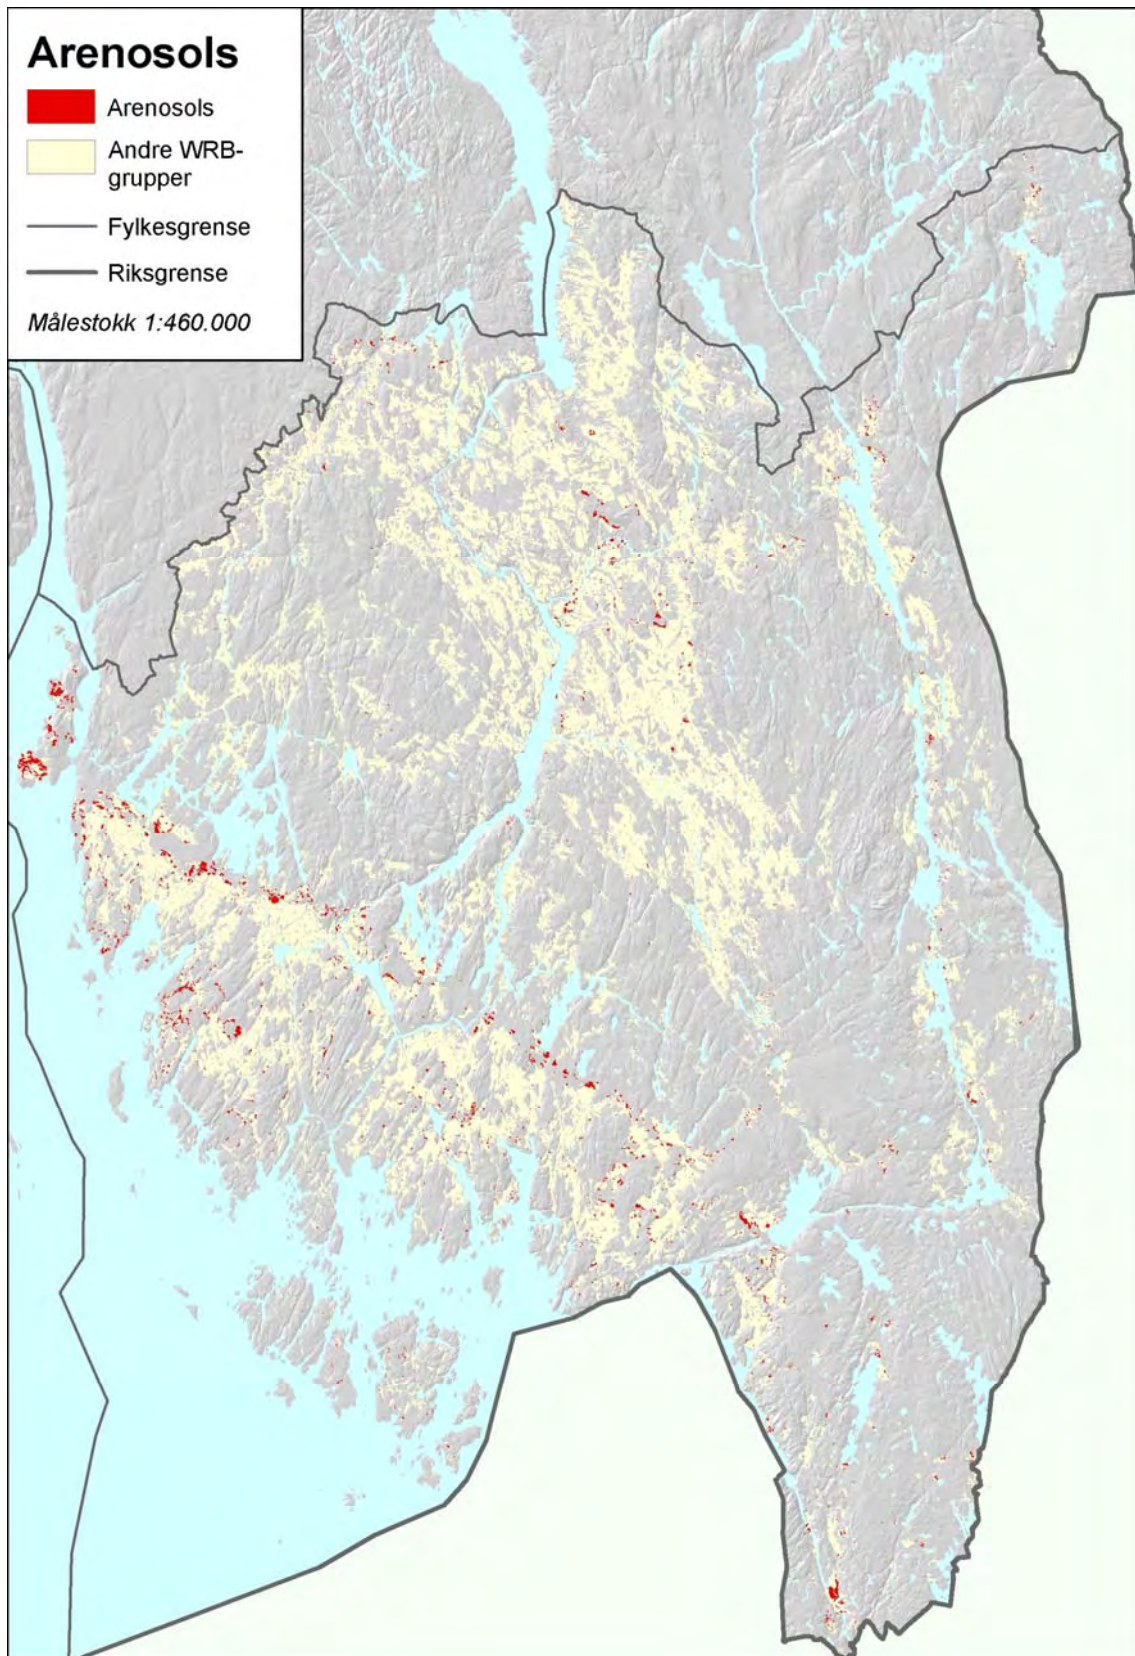 Arenosols
Arenosols
Andre WRB-
grupper
Fylkesgrense
Riksgrense
Målestokk 1:460.000